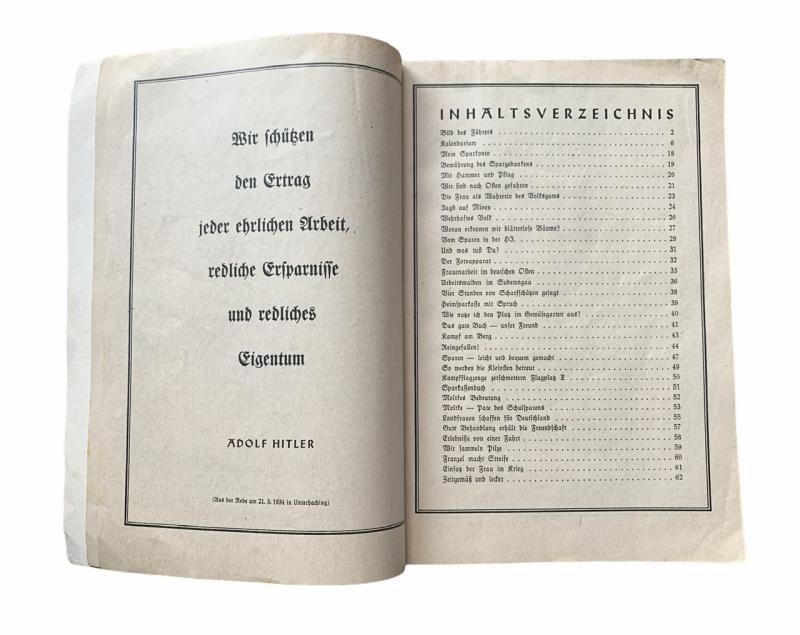 Wir schützen
den Ertrag
jeder ehrlichen Arbeit,
redliche Ersparnisse
und redliches
Eigentum
ADOLF HITLER
(Aus der Rede am 21. 3. 1934 in Unterhaching)
INHALTSVERZEICHNIS
Bild des Führers . . . . . 2
Kalendarium . . . . . 6
Mein Sparkonto . . . . . 18
Bewährung des Spargedankens . . . . . 19
Mit Hammer und Pflug . . . . . 20
Wir sind nach Osten gefahren . . . . . 21
Die Frau als Wahrerin des Volksgutes . . . . . 23
Jagd auf Minen . . . . . 24
Wehrhaftes Volk . . . . . 26
Woran erkennen wir blätterlose Bäume? . . . . . 27
Vom Sparen in der HJ. . . . . . 29
Und was tust Du? . . . . . 31
Der Fotoapparat . . . . . 32
Frauenarbeit im deutschen Osten . . . . . 33
Arbeitsmaiden im Sudetengau . . . . . 36
Vier Stunden von Scharfschützen gejagt . . . . . 38
Heimsparkasse mit Spruch . . . . . 39
Wie nutze ich den Platz im Gemüsegarten aus? . . . . . 40
Das gute Buch — unser Freund . . . . . 41
Kampf am Berg . . . . . 43
Reingefallen! . . . . . 44
Sparen — leicht und bequem gemacht . . . . . 47
So werden die Kleinsten betreut . . . . . 49
Kampfflugzeuge zerschmettern Flugplatz X . . . . . 50
Sparkassenbuch . . . . . 51
Moltkes Bedeutung . . . . . 52
Moltke — Pate des Schulsparens . . . . . 53
Landfrauen schaffen für Deutschland . . . . . 55
Gute Behandlung erhält die Freundschaft . . . . . 57
Erlebnisse von einer Fahrt . . . . . 58
Wir sammeln Pilze . . . . . 59
Franzel macht Streife . . . . . 60
Einsatz der Frau im Krieg . . . . . 61
Zeitgemäß und lecker . . . . . 62